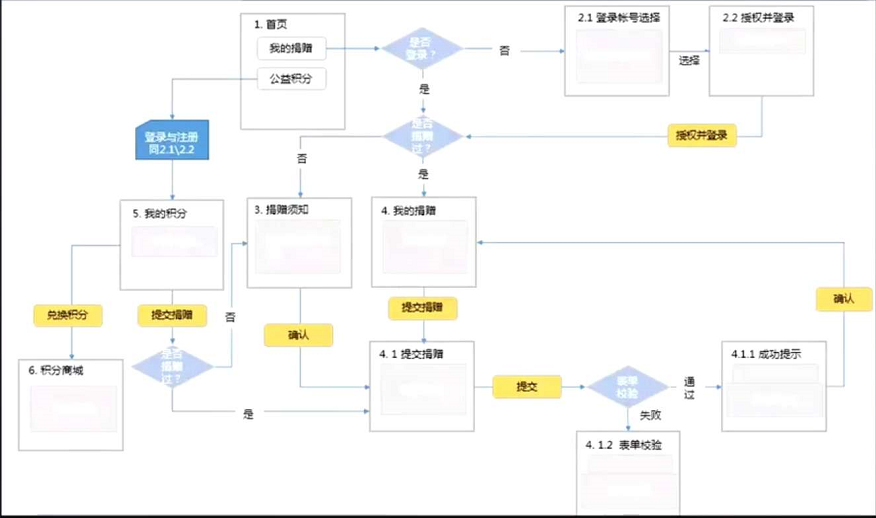 1. 首页
我的捐赠
公益积分
是否
登录？
否
2.1 登录帐号选择
选择
2.2 授权并登录
是
授权并登录
登录与注册
同2.1\2.2
是否
捐赠
过？
否
是
5. 我的积分
3. 捐赠须知
4. 我的捐赠
兑换积分
提交捐赠
否
确认
提交捐赠
确认
6. 积分商城
是否
捐赠
过？
是
4. 1 提交捐赠
提交
表单
校验
通
过
4.1.1 成功提示
失败
4. 1.2 表单校验